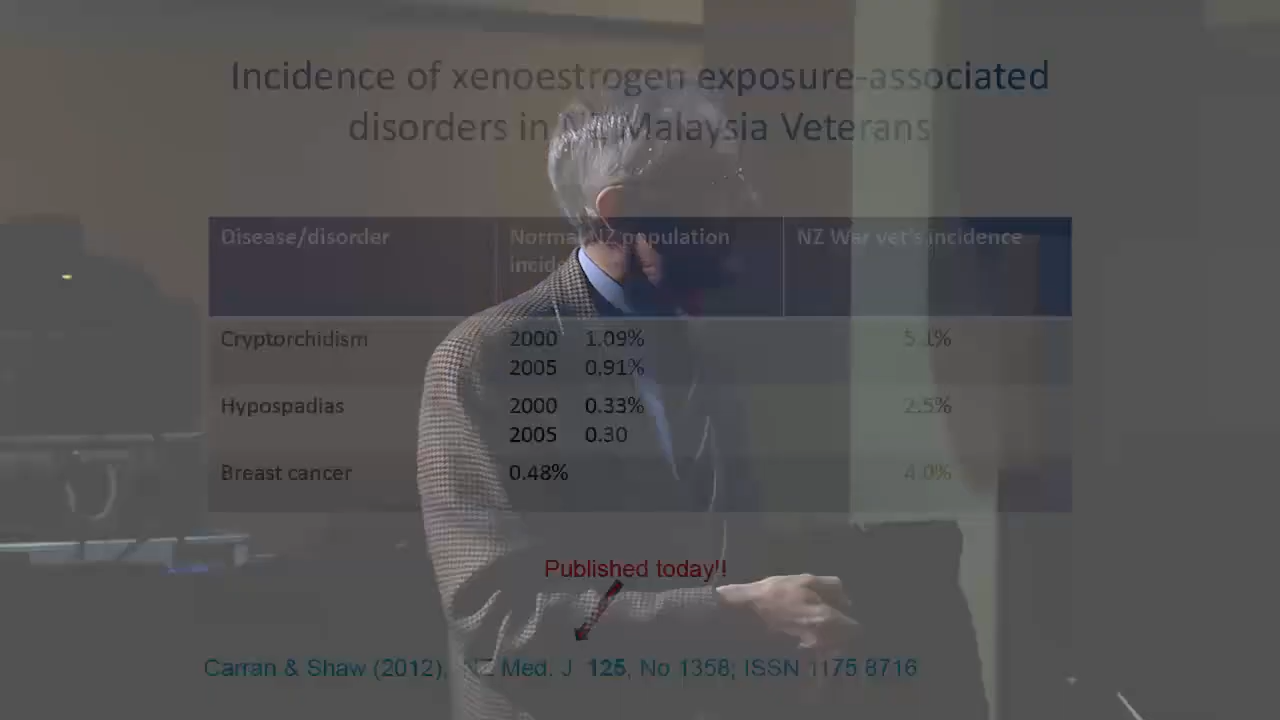 Incidence of xenoestrogen exposure-associated
disorders in NZ Malaysia Veterans
Disease/disorder
Normal NZ population
NZ War vet's incidence
Cryptorchidism
2000 1.09%
5.1%
2005 0.91%
Hypospadias
2000 0.33%
2.5%
2005 0.30
Breast cancer
0.48%
4.0%
Published today!!
Carran & Shaw (2012), NZ Med. J 125, No 1358; ISSN 1175 8716